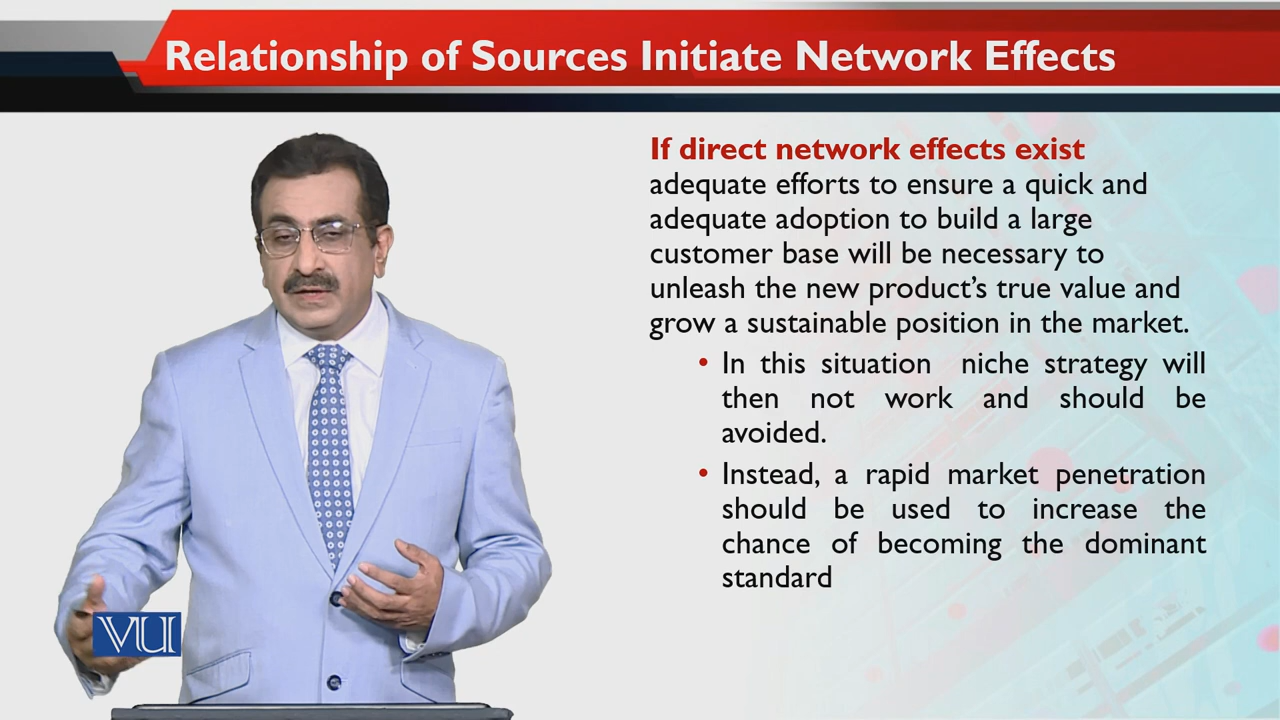 Relationship of Sources Initiate Network Effects
If direct network effects exist
adequate efforts to ensure a quick and
adequate adoption to build a large
customer base will be necessary to
unleash the new product's true value and
grow a sustainable position in the market.
• In this situation niche strategy will
then not work and should be
avoided.
• Instead, a rapid market penetration
should be used to increase the
chance of becoming the dominant
standard
VU